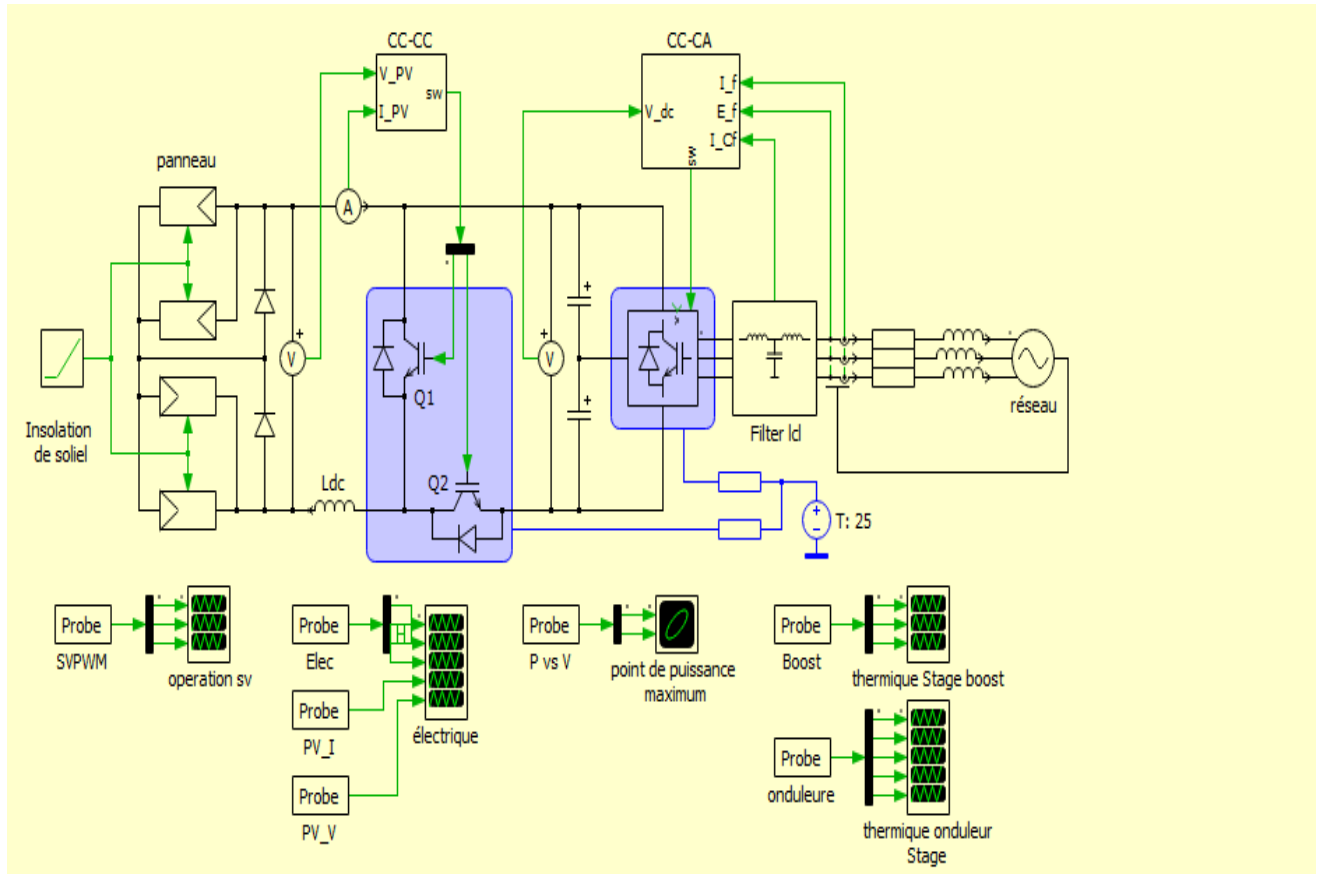 CC-CC
CC-CA
V_PV
I_PV
sw
V_dc
I_f
E_f
I_Cf
sw
panneau
A
V
V
Insolation
de soliel
Q1
Q2
Ldc
Filter lcl
réseau
T: 25
Probe
SVPWM
operation sv
Probe
Elec
Probe
PV_I
Probe
PV_V
électrique
Probe
P vs V
point de puissance
maximum
Probe
Boost
thermique Stage boost
Probe
onduleure
thermique onduleur
Stage